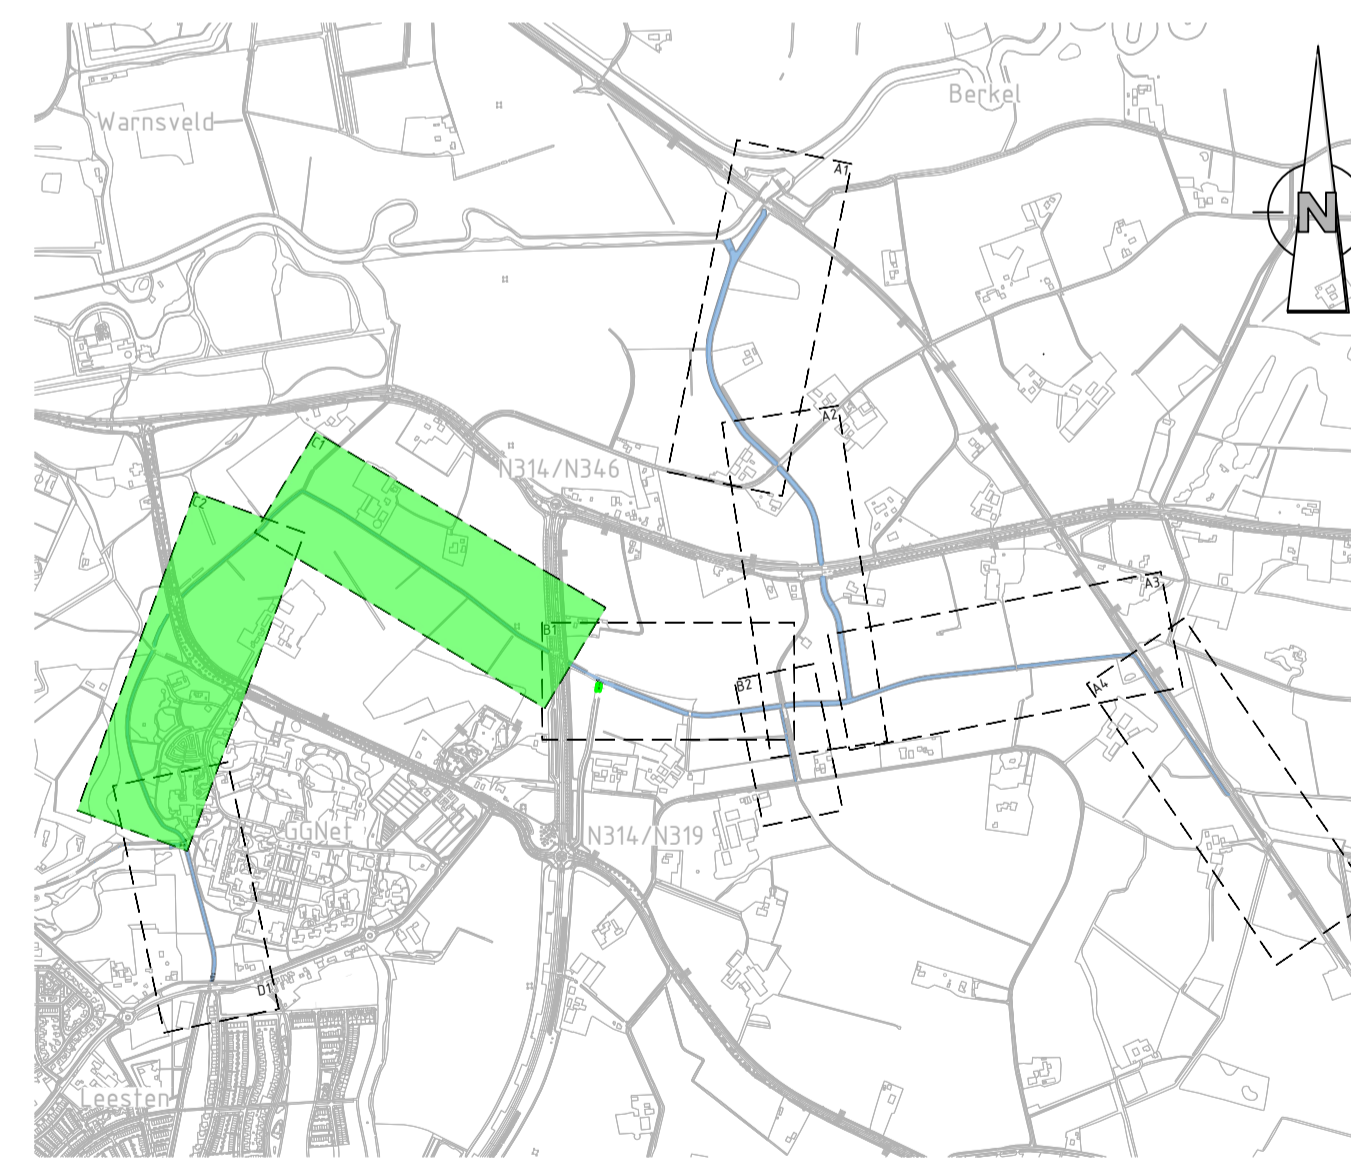 Berkel
Warnsveld
A1
N
A2
C1
N314/N346
C2
A3
B1
B2
A4
GGNet
N314/N319
D1
Leesten